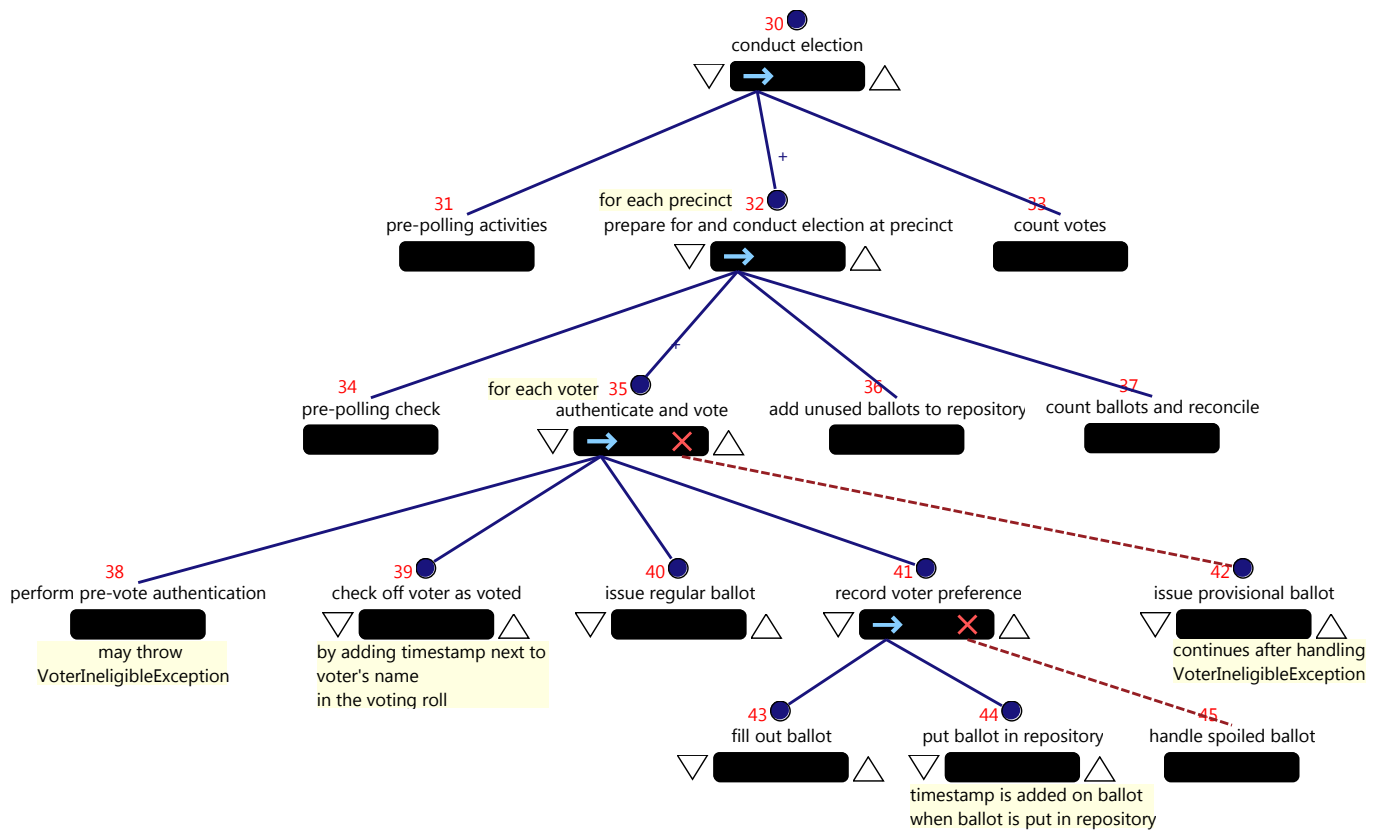 30
conduct election
+
31
for each precinct
32
33
pre-polling activities
prepare for and conduct election at precinct
count votes
+
34
for each voter
35
36
37
pre-polling check
authenticate and vote
add unused ballots to repository
count ballots and reconcile
38
39
40
41
42
perform pre-vote authentication
check off voter as voted
issue regular ballot
record voter preference
issue provisional ballot
may throw
VoterIneligibleException
by adding timestamp next to
voter's name
in the voting roll
continues after handling
VoterIneligibleException
43
44
45
fill out ballot
put ballot in repository
handle spoiled ballot
timestamp is added on ballot
when ballot is put in repository